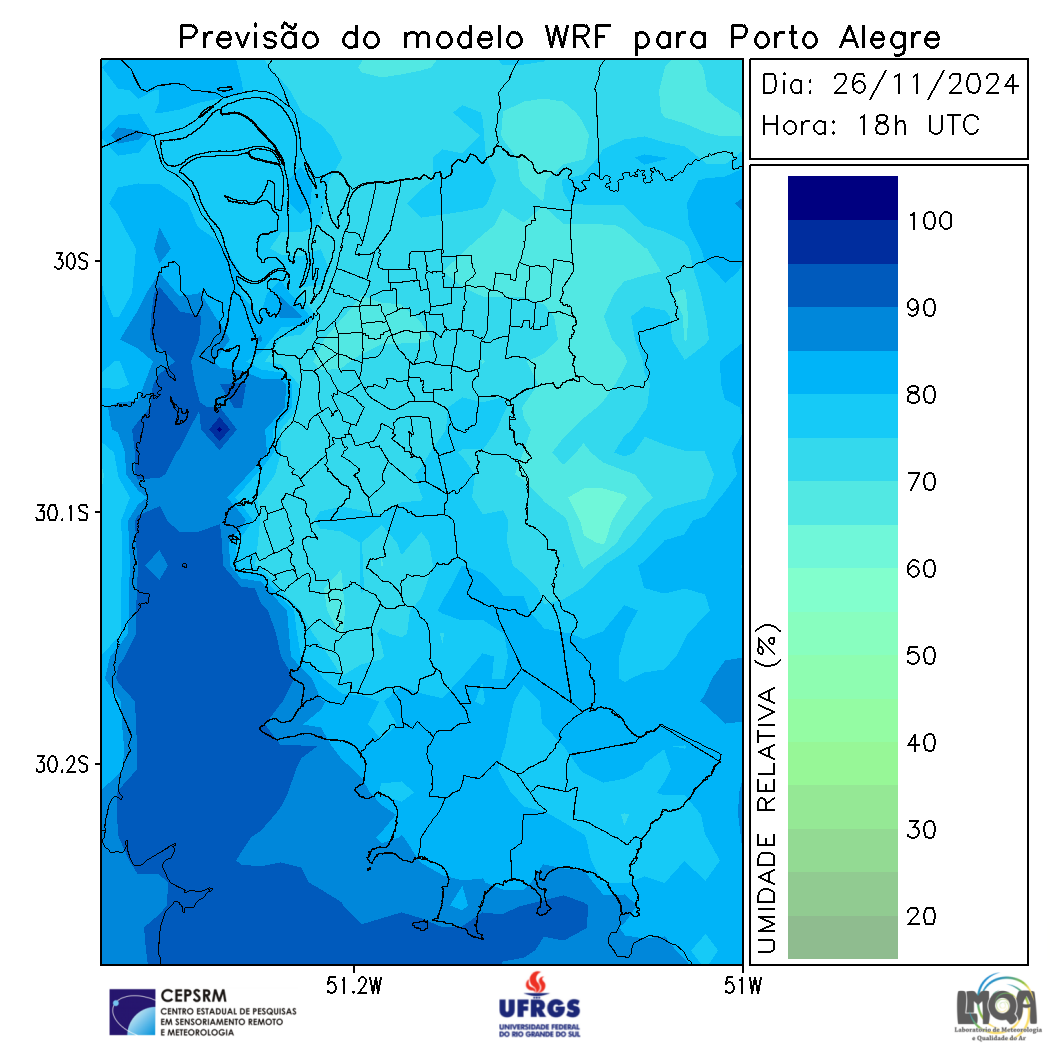 Previsão do modelo WRF para Porto Alegre
Dia: 26/11/2024
Hora: 18h UTC
100
90
80
70
60
50
40
30
20
UMIDADE RELATIVA (%)
30S
30.1S
30.2S
51.2W
51W
CEPSRM
CENTRO ESTADUAL DE PESQUISAS
EM SENSORIAMENTO REMOTO
E METEOROLOGIA
UFRGS
UNIVERSIDADE FEDERAL
DO RIO GRANDE DO SUL
LMQA
Laboratório de Meteorologia
e Qualidade do Ar